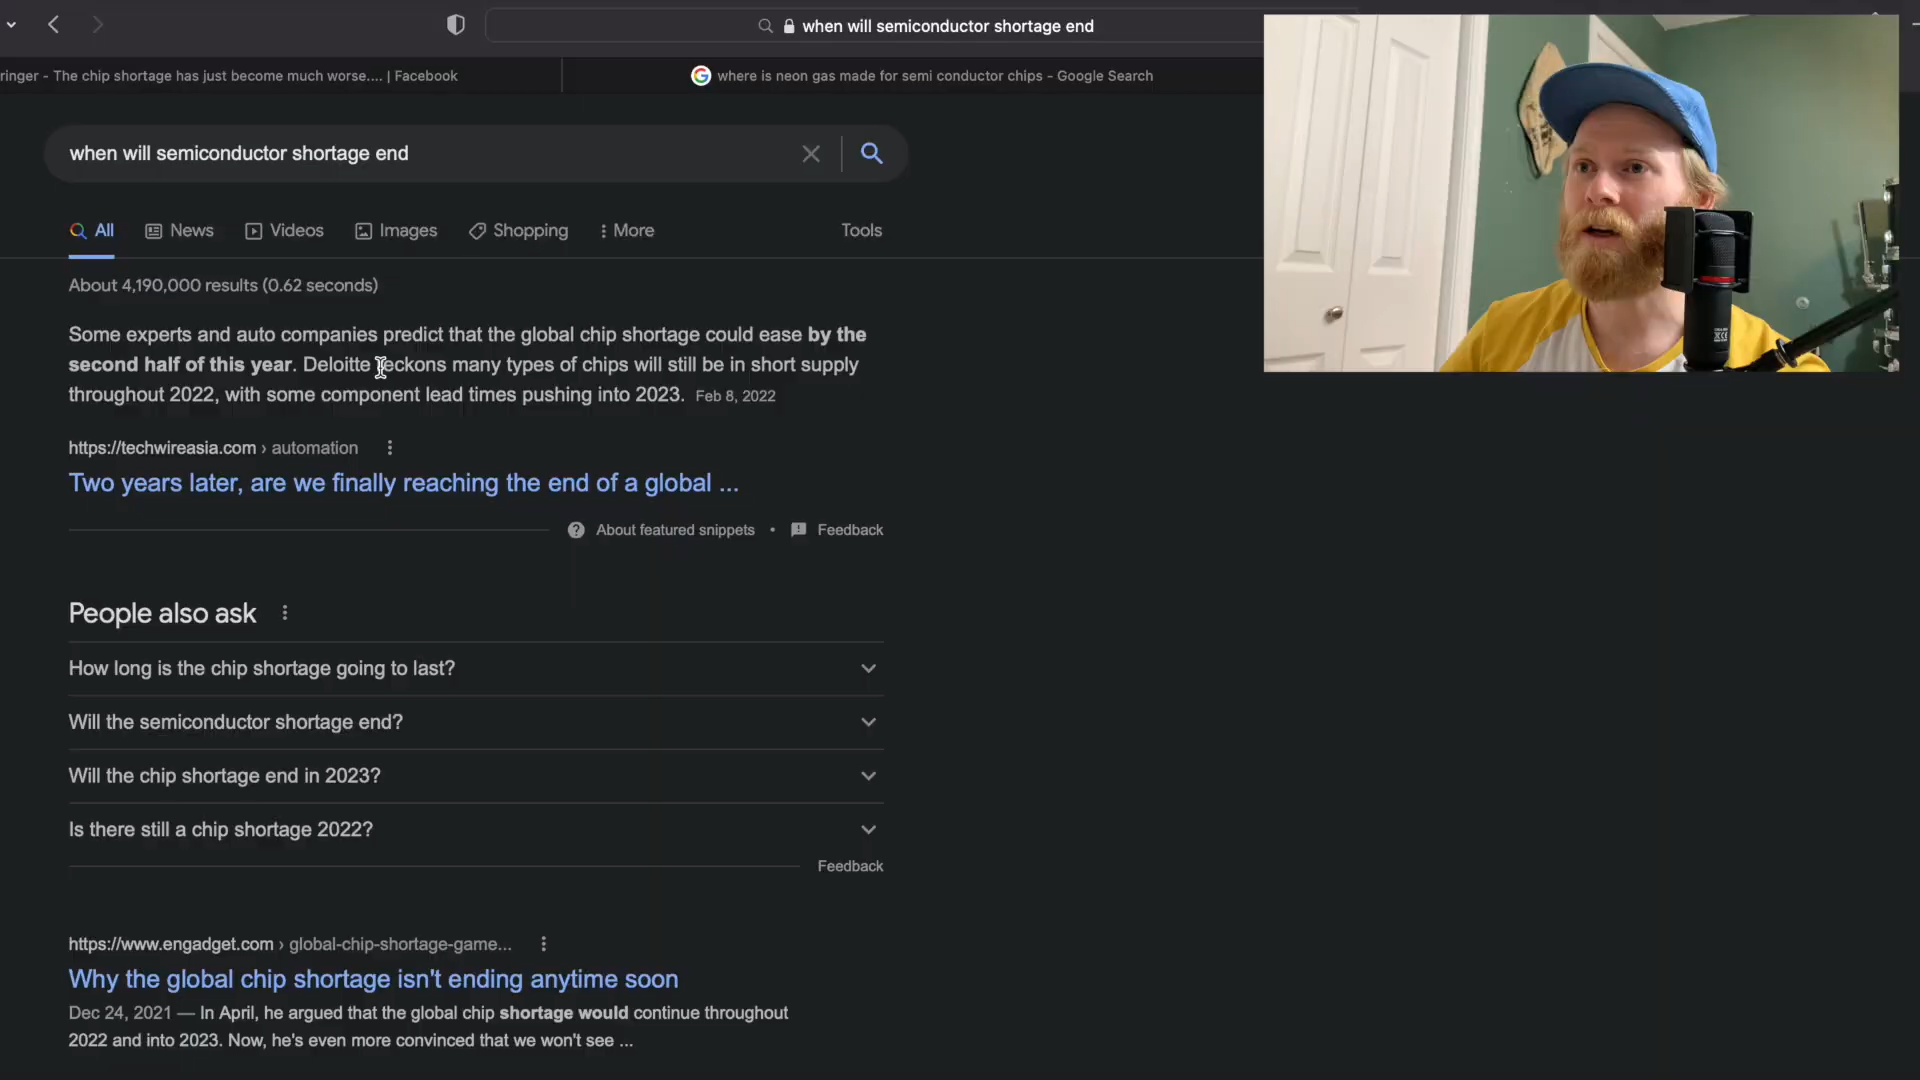 when will semiconductor shortage end
ringer - The chip shortage has just become much worse.... | Facebook
where is neon gas made for semi conductor chips - Google Search
when will semiconductor shortage end
All
News
Videos
Images
Shopping
More
Tools
About 4,190,000 results (0.62 seconds)
Some experts and auto companies predict that the global chip shortage could ease by the
second half of this year. Deloitte reckons many types of chips will still be in short supply
throughout 2022, with some component lead times pushing into 2023. Feb 8, 2022
https://techwireasia.com › automation
Two years later, are we finally reaching the end of a global ...
About featured snippets • Feedback
People also ask
How long is the chip shortage going to last?
Will the semiconductor shortage end?
Will the chip shortage end in 2023?
Is there still a chip shortage 2022?
Feedback
https://www.engadget.com › global-chip-shortage-game...
Why the global chip shortage isn't ending anytime soon
Dec 24, 2021 — In April, he argued that the global chip shortage would continue throughout
2022 and into 2023. Now, he's even more convinced that we won't see ...